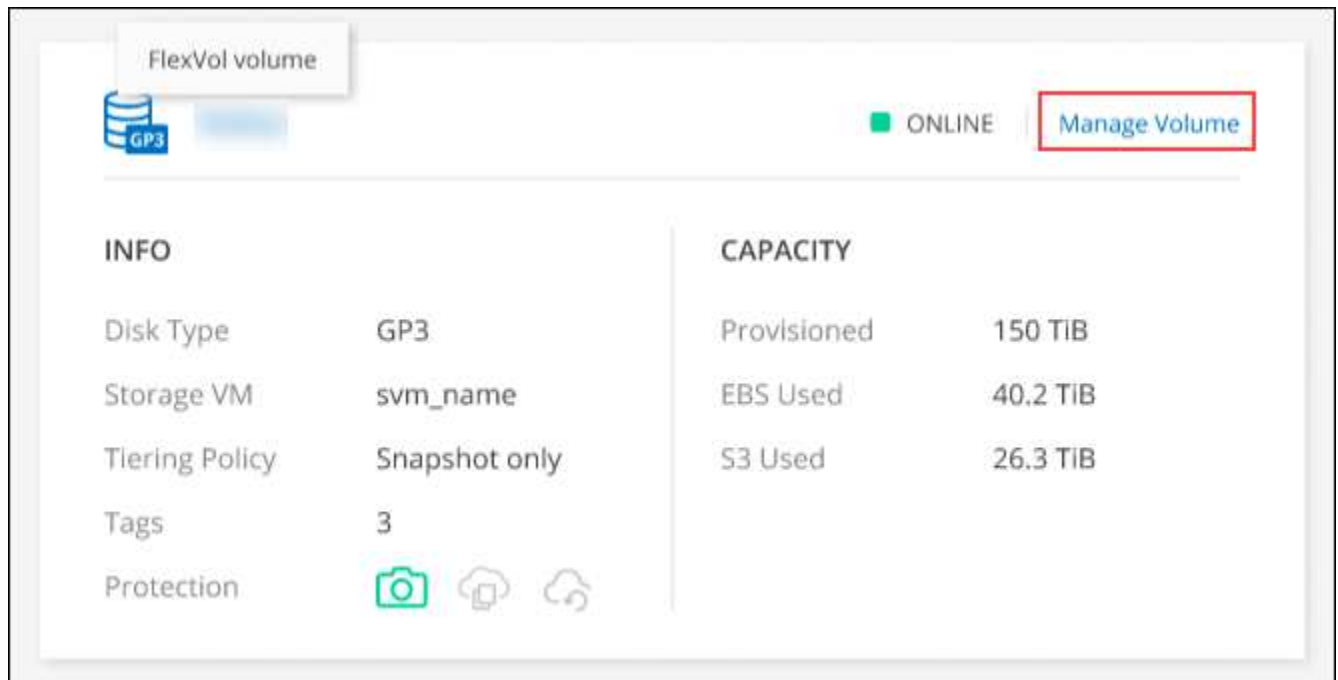 FlexVol volume
GP3
ONLINE
Manage Volume
INFO
Disk Type GP3
Storage VM svm_name
Tiering Policy Snapshot only
Tags 3
Protection
CAPACITY
Provisioned 150 TiB
EBS Used 40.2 TiB
S3 Used 26.3 TiB